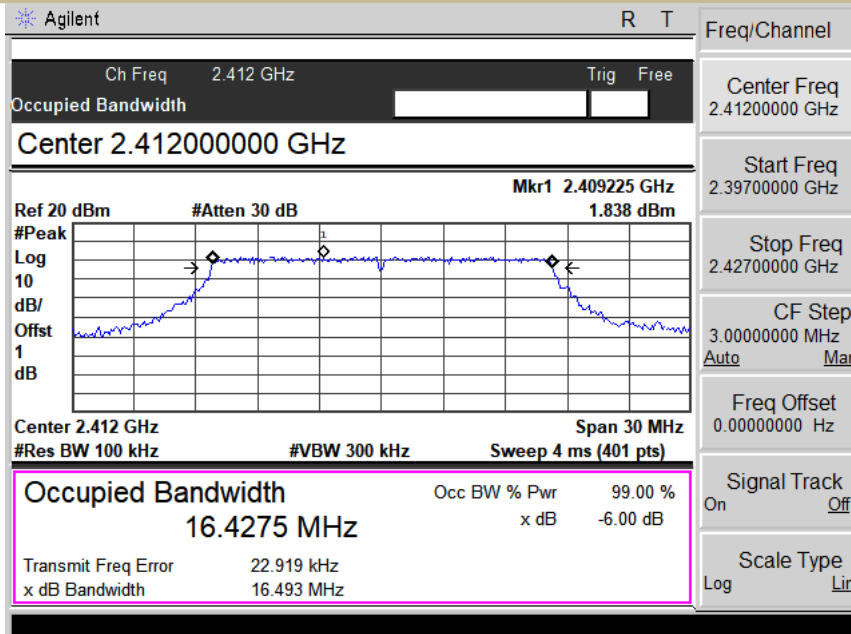 Agilent R T
Ch Freq 2.412 GHz Trig Free
Occupied Bandwidth
Center 2.412000000 GHz
Mkr1 2.409225 GHz
Ref 20 dBm #Atten 30 dB 1.838 dBm
#Peak
Log
10
dB/
Offst
1
dB
1
Center 2.412 GHz Span 30 MHz
#Res BW 100 kHz #VBW 300 kHz Sweep 4 ms (401 pts)
Occupied Bandwidth Occ BW % Pwr 99.00 %
16.4275 MHz x dB -6.00 dB
Transmit Freq Error 22.919 kHz
x dB Bandwidth 16.493 MHz
Freq/Channel
Center Freq
2.41200000 GHz
Start Freq
2.39700000 GHz
Stop Freq
2.42700000 GHz
CF Step
3.00000000 MHz
Auto Man
Freq Offset
0.00000000 Hz
Signal Track
On Off
Scale Type
Log Lin